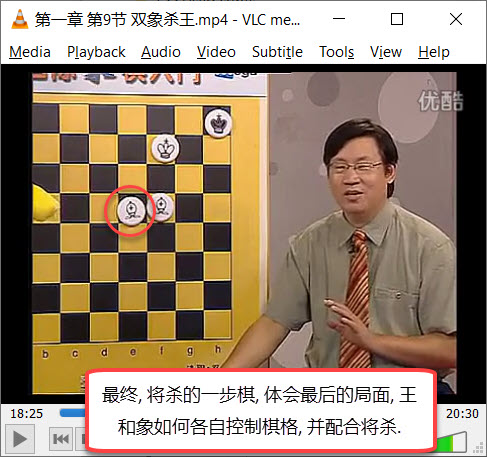 第一章 第9节 双象杀王.mp4 - VLC me...
Media Playback Audio Video Subtitle Tools View Help
优酷
b c d e f g h
最终, 将杀的一步棋, 体会最后的局面, 王
和象如何各自控制棋格, 并配合将杀.
18:25
20:30